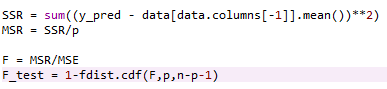 SSR = sum((y_pred - data[data.columns[-1]].mean())**2)
MSR = SSR/p
F = MSR/MSE
F_test = 1-fdist.cdf(F,p,n-p-1)